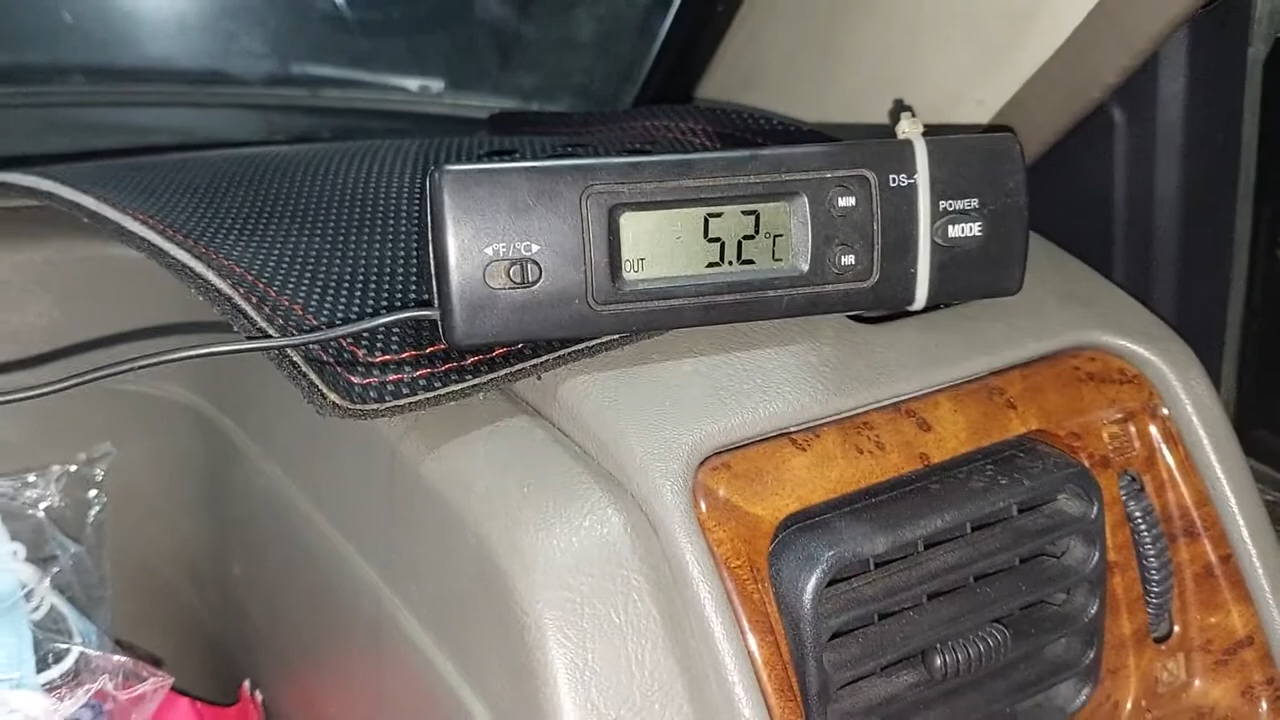 ◄°F/°C►
OUT 5.2°C
MIN
HR
DS-1
POWER
MODE